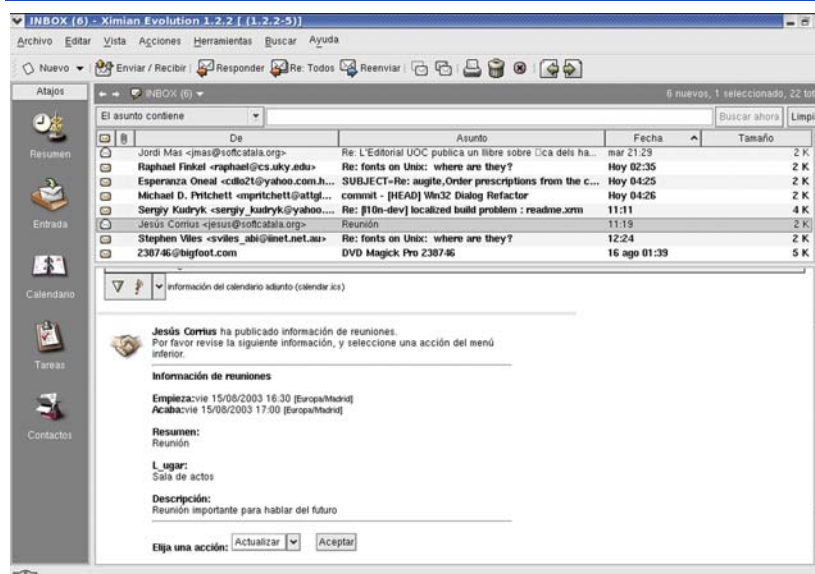 INBOX (6) - Ximian Evolution 1.2.2 [ (1.2.2-5)]
Archivo Editar Vista Acciones Herramientas Buscar Ayuda
Nuevo Enviar / Recibir Responder Re: Todos Reenviar
Atajos
INBOX (6)
6 nuevos, 1 seleccionado, 22 tot
El asunto contiene
Buscar ahora Limpi
De Asunto Fecha Tamaño
Jordi Mas <jmas@softcatala.org> Re: L'Editorial UOC publica un llibre sobre □ca dels ha... mar 21:29 2 K
Raphael Finkel <raphael@cs.uky.edu> Re: fonts on Unix: where are they? Hoy 02:35 2 K
Esperanza Oneal <cdlo2t@yahoo.com.h... SUBJECT=Re: augite,Order prescriptions from the c... Hoy 04:25 2 K
Michael D. Pritchett <mpritchett@attgl... commit - [HEAD] Win32 Dialog Refactor Hoy 04:26 2 K
Sergiy Kudryk <sergiy_kudryk@yahoo.... Re: [l10n-dev] localized build problem : readme.xrm 11:11 4 K
Jesús Corrius <jesus@softcatala.org> Reunión 11:19 2 K
Stephen Viles <sviles_abi@iinet.net.au> Re: fonts on Unix: where are they? 12:24 2 K
238746@bigfoot.com DVD Magick Pro 238746 16 ago 01:39 5 K
Resumen
Entrada
Calendario
Tareas
Contactos
información del calendario adjunto (calendar.ics)
Jesús Corrius ha publicado información de reuniones.
Por favor revise la siguiente información, y seleccione una acción del menú
inferior.
Información de reuniones
Empieza:vie 15/08/2003 16:30 [Europa/Madrid]
Acaba:vie 15/08/2003 17:00 [Europa/Madrid]
Resumen:
Reunión
L_ugar:
Sala de actos
Descripción:
Reunión importante para hablar del futuro
Elija una acción: Actualizar Aceptar